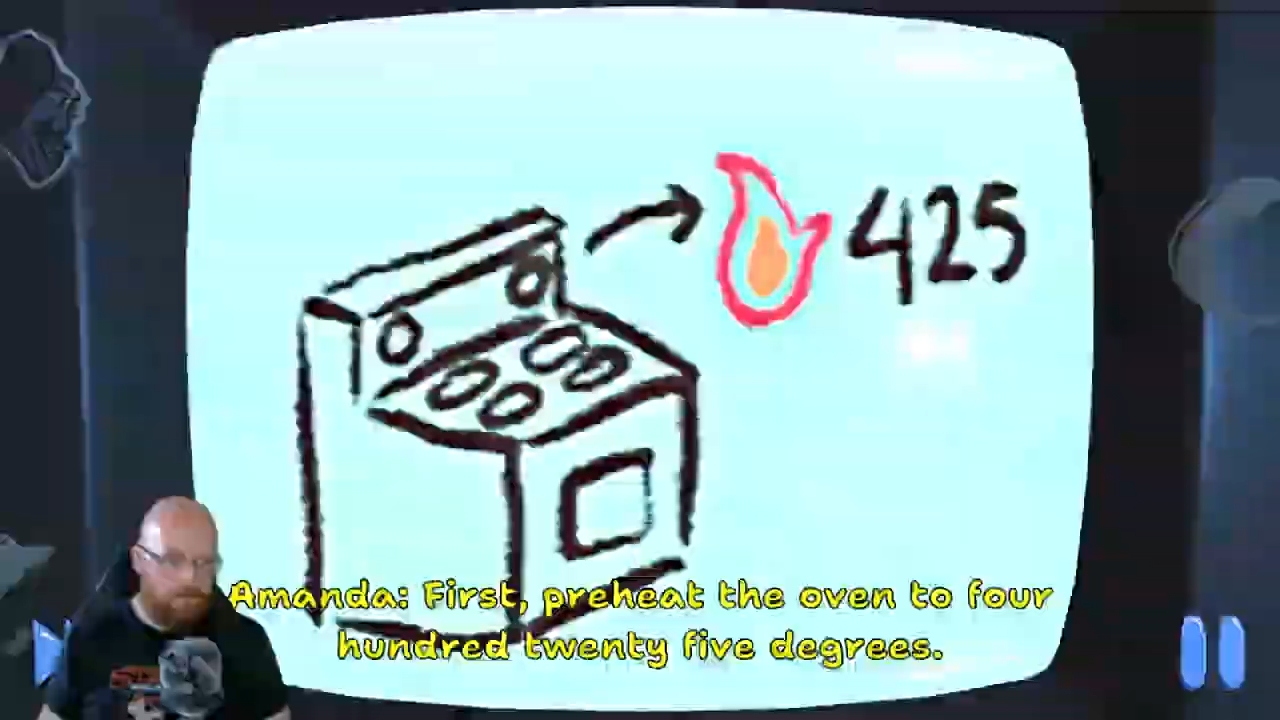 425
Amanda: First, preheat the oven to four
hundred twenty five degrees.